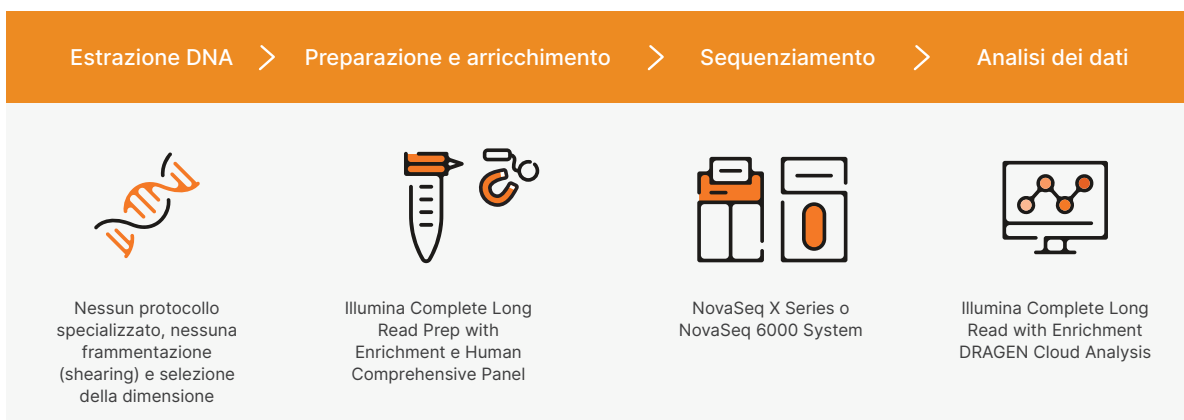 Estrazione DNA
Preparazione e arricchimento
Sequenziamento
Analisi dei dati
Nessun protocollo
specializzato, nessuna
frammentazione
(shearing) e selezione
della dimensione
Illumina Complete Long
Read Prep with
Enrichment e Human
Comprehensive Panel
NovaSeq X Series o
NovaSeq 6000 System
Illumina Complete Long
Read with Enrichment
DRAGEN Cloud Analysis